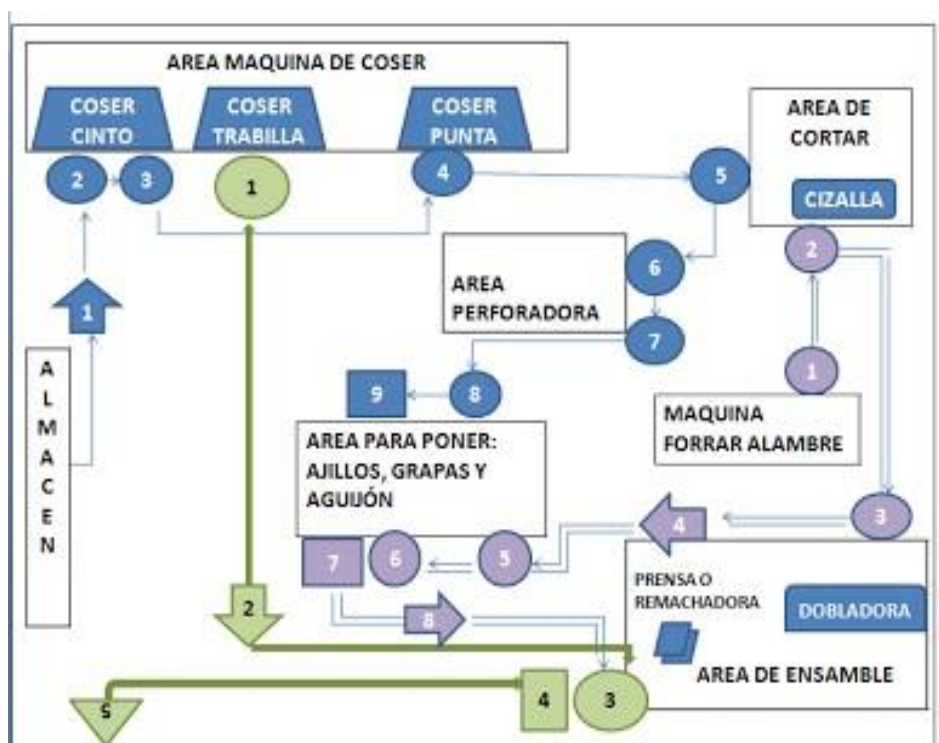 AREA MAQUINA DE COSER
COSER
CINTO
COSER
TRABILLA
COSER
PUNTA
2
3
1
4
5
AREA DE
CORTAR
CIZALLA
2
1
ALMACEN
AREA
PERFORADORA
6
7
1
MAQUINA
FORRAR ALAMBRE
9
8
AREA PARA PONER:
AJILLOS, GRAPAS Y
AGUIJÓN
7
6
5
4
3
2
8
PRENSA O
REMACHADORA
DOBLADORA
AREA DE ENSAMBLE
5
4
3